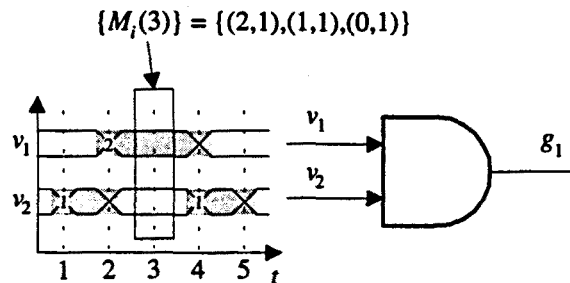 {Mᵢ(3)} = {(2,1),(1,1),(0,1)}
v₁
2
v₂
1
1
1 2 3 4 5 t
v₁
v₂
g₁